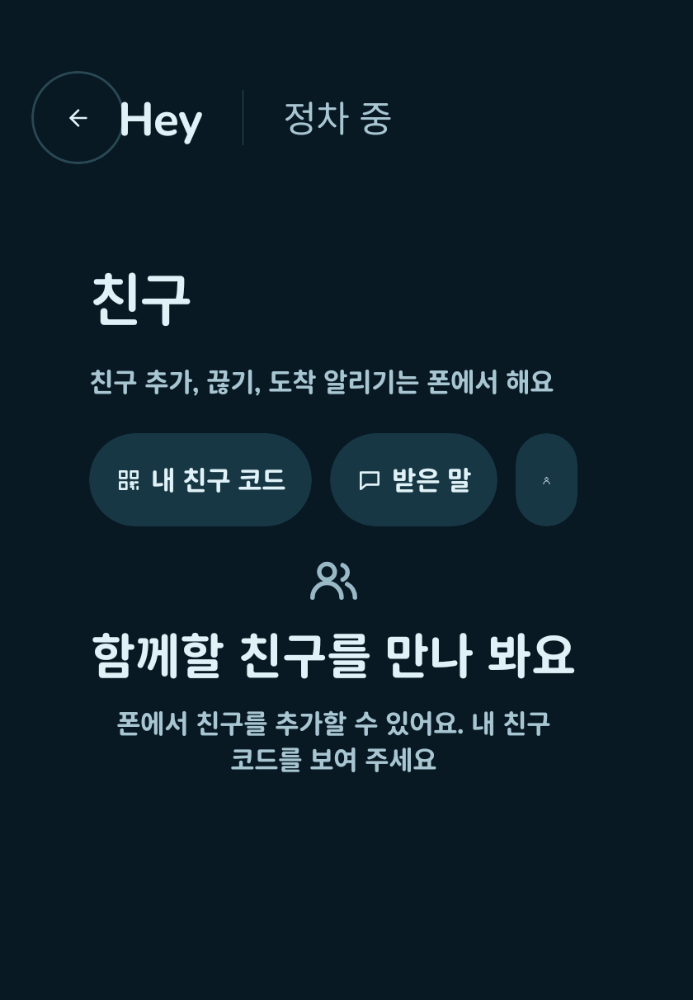 Hey 정차 중
친구
친구 추가, 끊기, 도착 알리기는 폰에서 해요
내 친구 코드 받은 말
함께할 친구를 만나 봐요
폰에서 친구를 추가할 수 있어요. 내 친구
코드를 보여 주세요